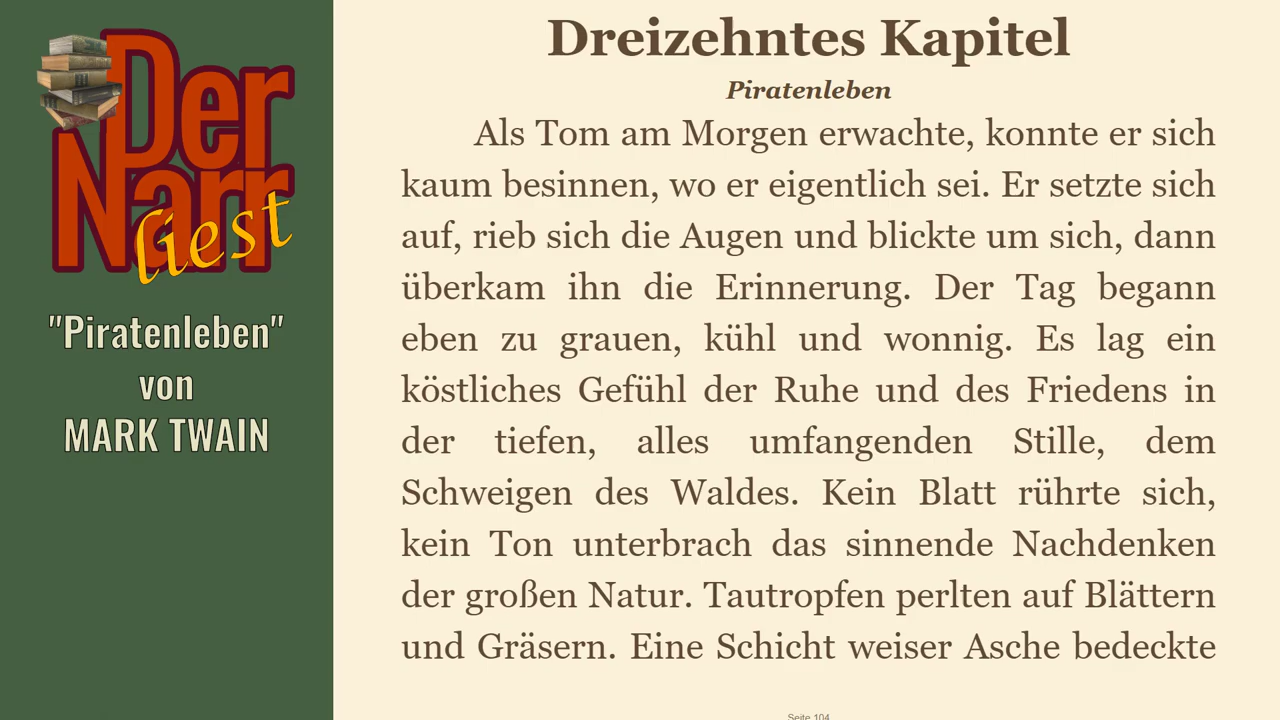 Der
Narr
liest
"Piratenleben"
von
MARK TWAIN
Dreizehntes Kapitel
Piratenleben
Als Tom am Morgen erwachte, konnte er sich
kaum besinnen, wo er eigentlich sei. Er setzte sich
auf, rieb sich die Augen und blickte um sich, dann
überkam ihn die Erinnerung. Der Tag begann
eben zu grauen, kühl und wonnig. Es lag ein
köstliches Gefühl der Ruhe und des Friedens in
der tiefen, alles umfangenden Stille, dem
Schweigen des Waldes. Kein Blatt rührte sich,
kein Ton unterbrach das sinnende Nachdenken
der großen Natur. Tautropfen perlten auf Blättern
und Gräsern. Eine Schicht weiser Asche bedeckte
Seite 104